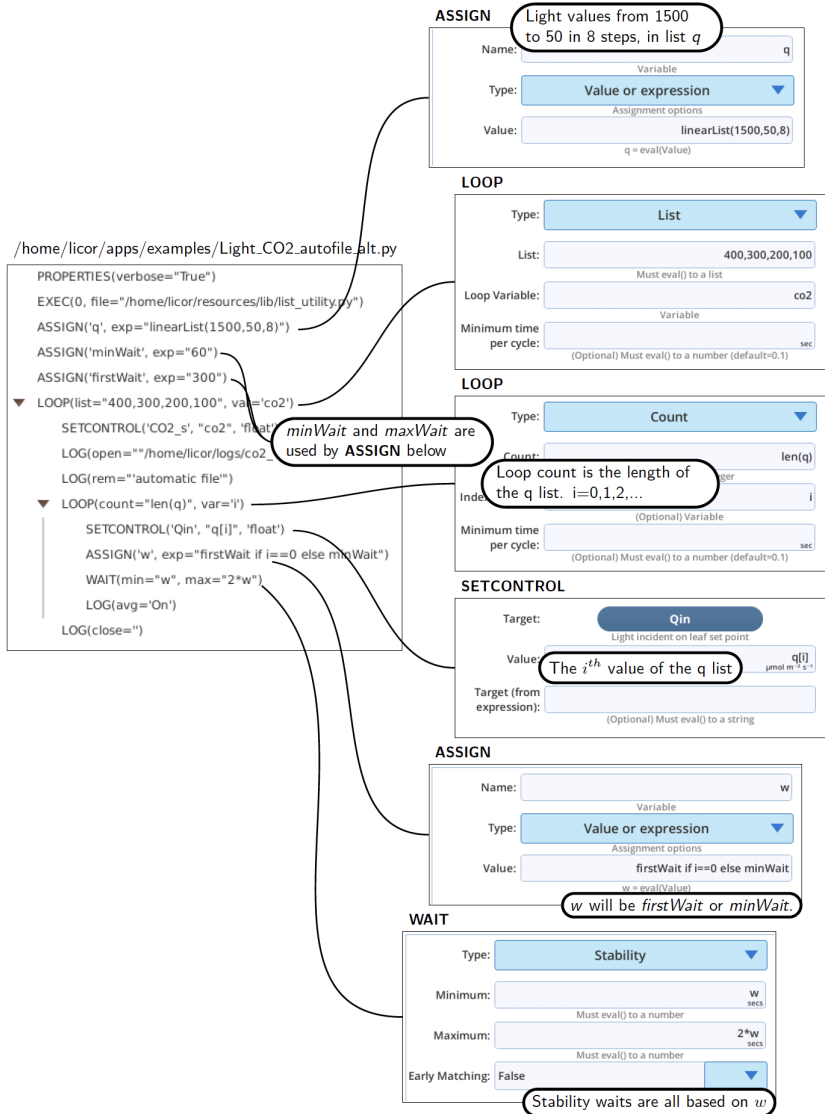 ASSIGN
Light values from 1500
to 50 in 8 steps, in list q
Name: q
Variable
Type: Value or expression
Assignment options
Value: linearList(1500,50,8)
q = eval(Value)
LOOP
Type: List
List: 400,300,200,100
Must eval() to a list
Loop Variable: co2
Variable
Minimum time
per cycle: sec
(Optional) Must eval() to a number (default=0.1)
/home/licor/apps/examples/Light_CO2_autofile_alt.py
PROPERTIES(verbose="True")
EXEC(0, file="/home/licor/resources/lib/list_utility.py")
ASSIGN('q', exp="linearList(1500,50,8)")
ASSIGN('minWait', exp="60")
ASSIGN('firstWait', exp="300")
LOOP(list="400,300,200,100", var='co2')
SETCONTROL('CO2_s', "co2", 'float'
LOG(open=""/home/licor/logs/co2_
LOG(rem="'automatic file'")
LOOP(count="len(q)", var='i')
SETCONTROL('Qin', "q[i]", 'float')
ASSIGN('w', exp="firstWait if i==0 else minWait")
WAIT(min="w", max="2*w")
LOG(avg='On')
LOG(close='')
minWait and maxWait are
used by ASSIGN below
LOOP
Type: Count
Count: len(q)
Loop count is the length of
the q list. i=0,1,2,...
i
(Optional) Variable
Minimum time
per cycle: sec
(Optional) Must eval() to a number (default=0.1)
SETCONTROL
Target: Qin
Light incident on leaf set point
Value: q[i]
µmol m⁻² s⁻¹
The i^th value of the q list
Target (from
expression):
(Optional) Must eval() to a string
ASSIGN
Name: w
Variable
Type: Value or expression
Assignment options
Value: firstWait if i==0 else minWait
w = eval(Value)
w will be firstWait or minWait.
WAIT
Type: Stability
Minimum: w
secs
Must eval() to a number
Maximum: 2*w
secs
Must eval() to a number
Early Matching: False
Stability waits are all based on w